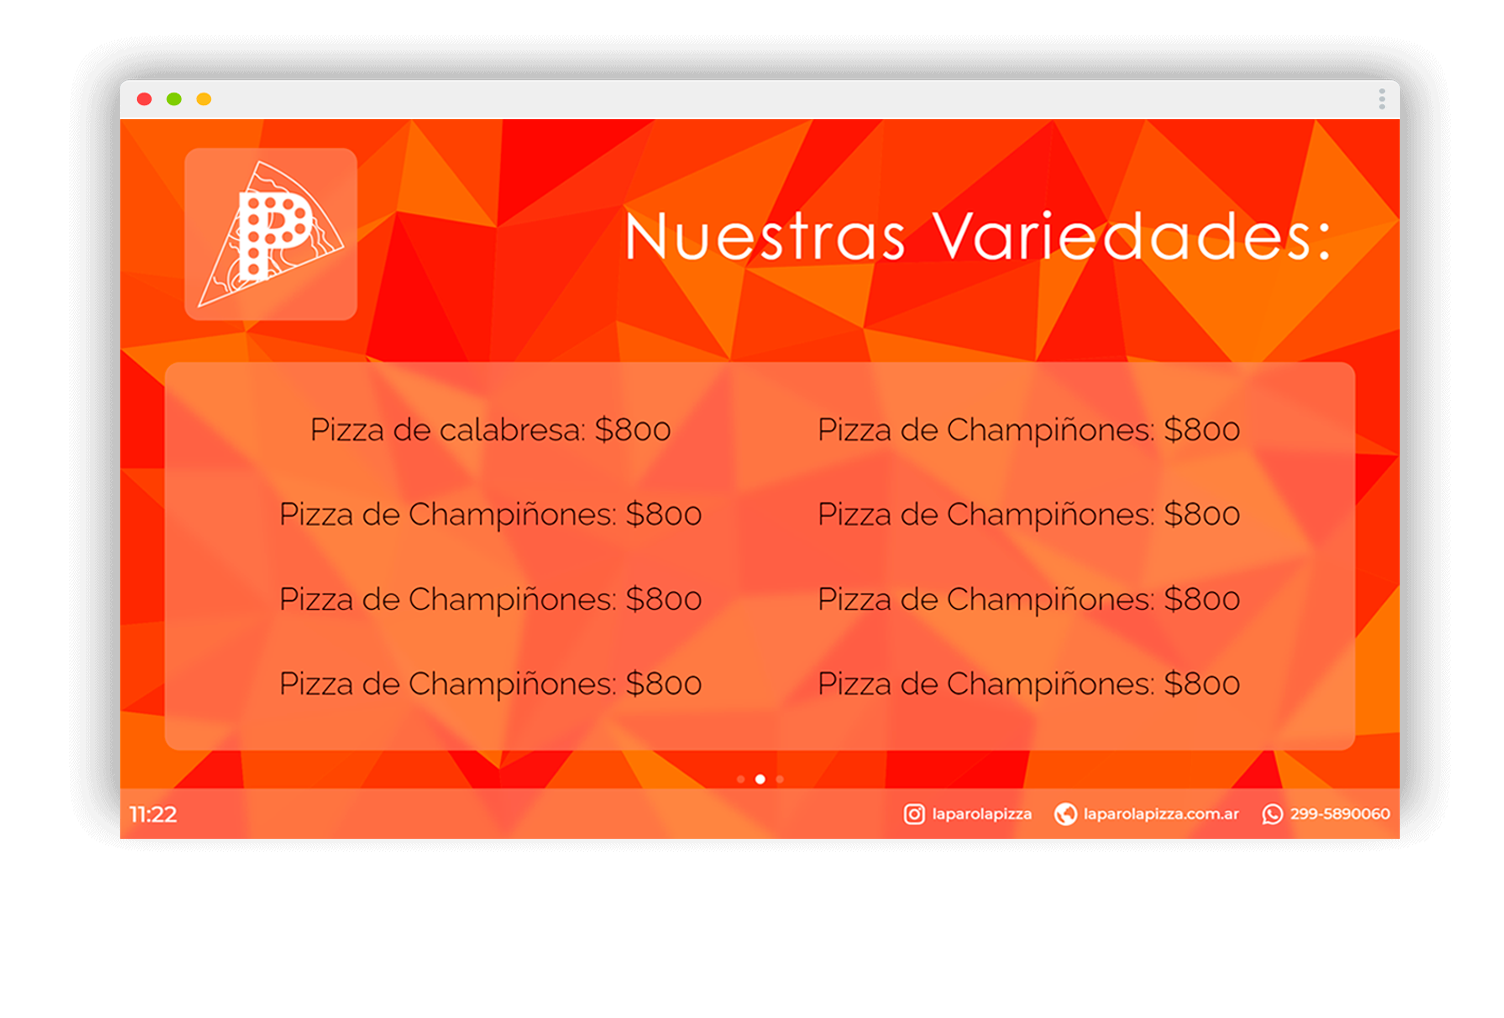 P
Nuestras Variedades:
Pizza de calabresa: $800
Pizza de Champiñones: $800
Pizza de Champiñones: $800
Pizza de Champiñones: $800
Pizza de Champiñones: $800
Pizza de Champiñones: $800
Pizza de Champiñones: $800
Pizza de Champiñones: $800
11:22
laparolapizza
laparolapizza.com.ar
299-5890060